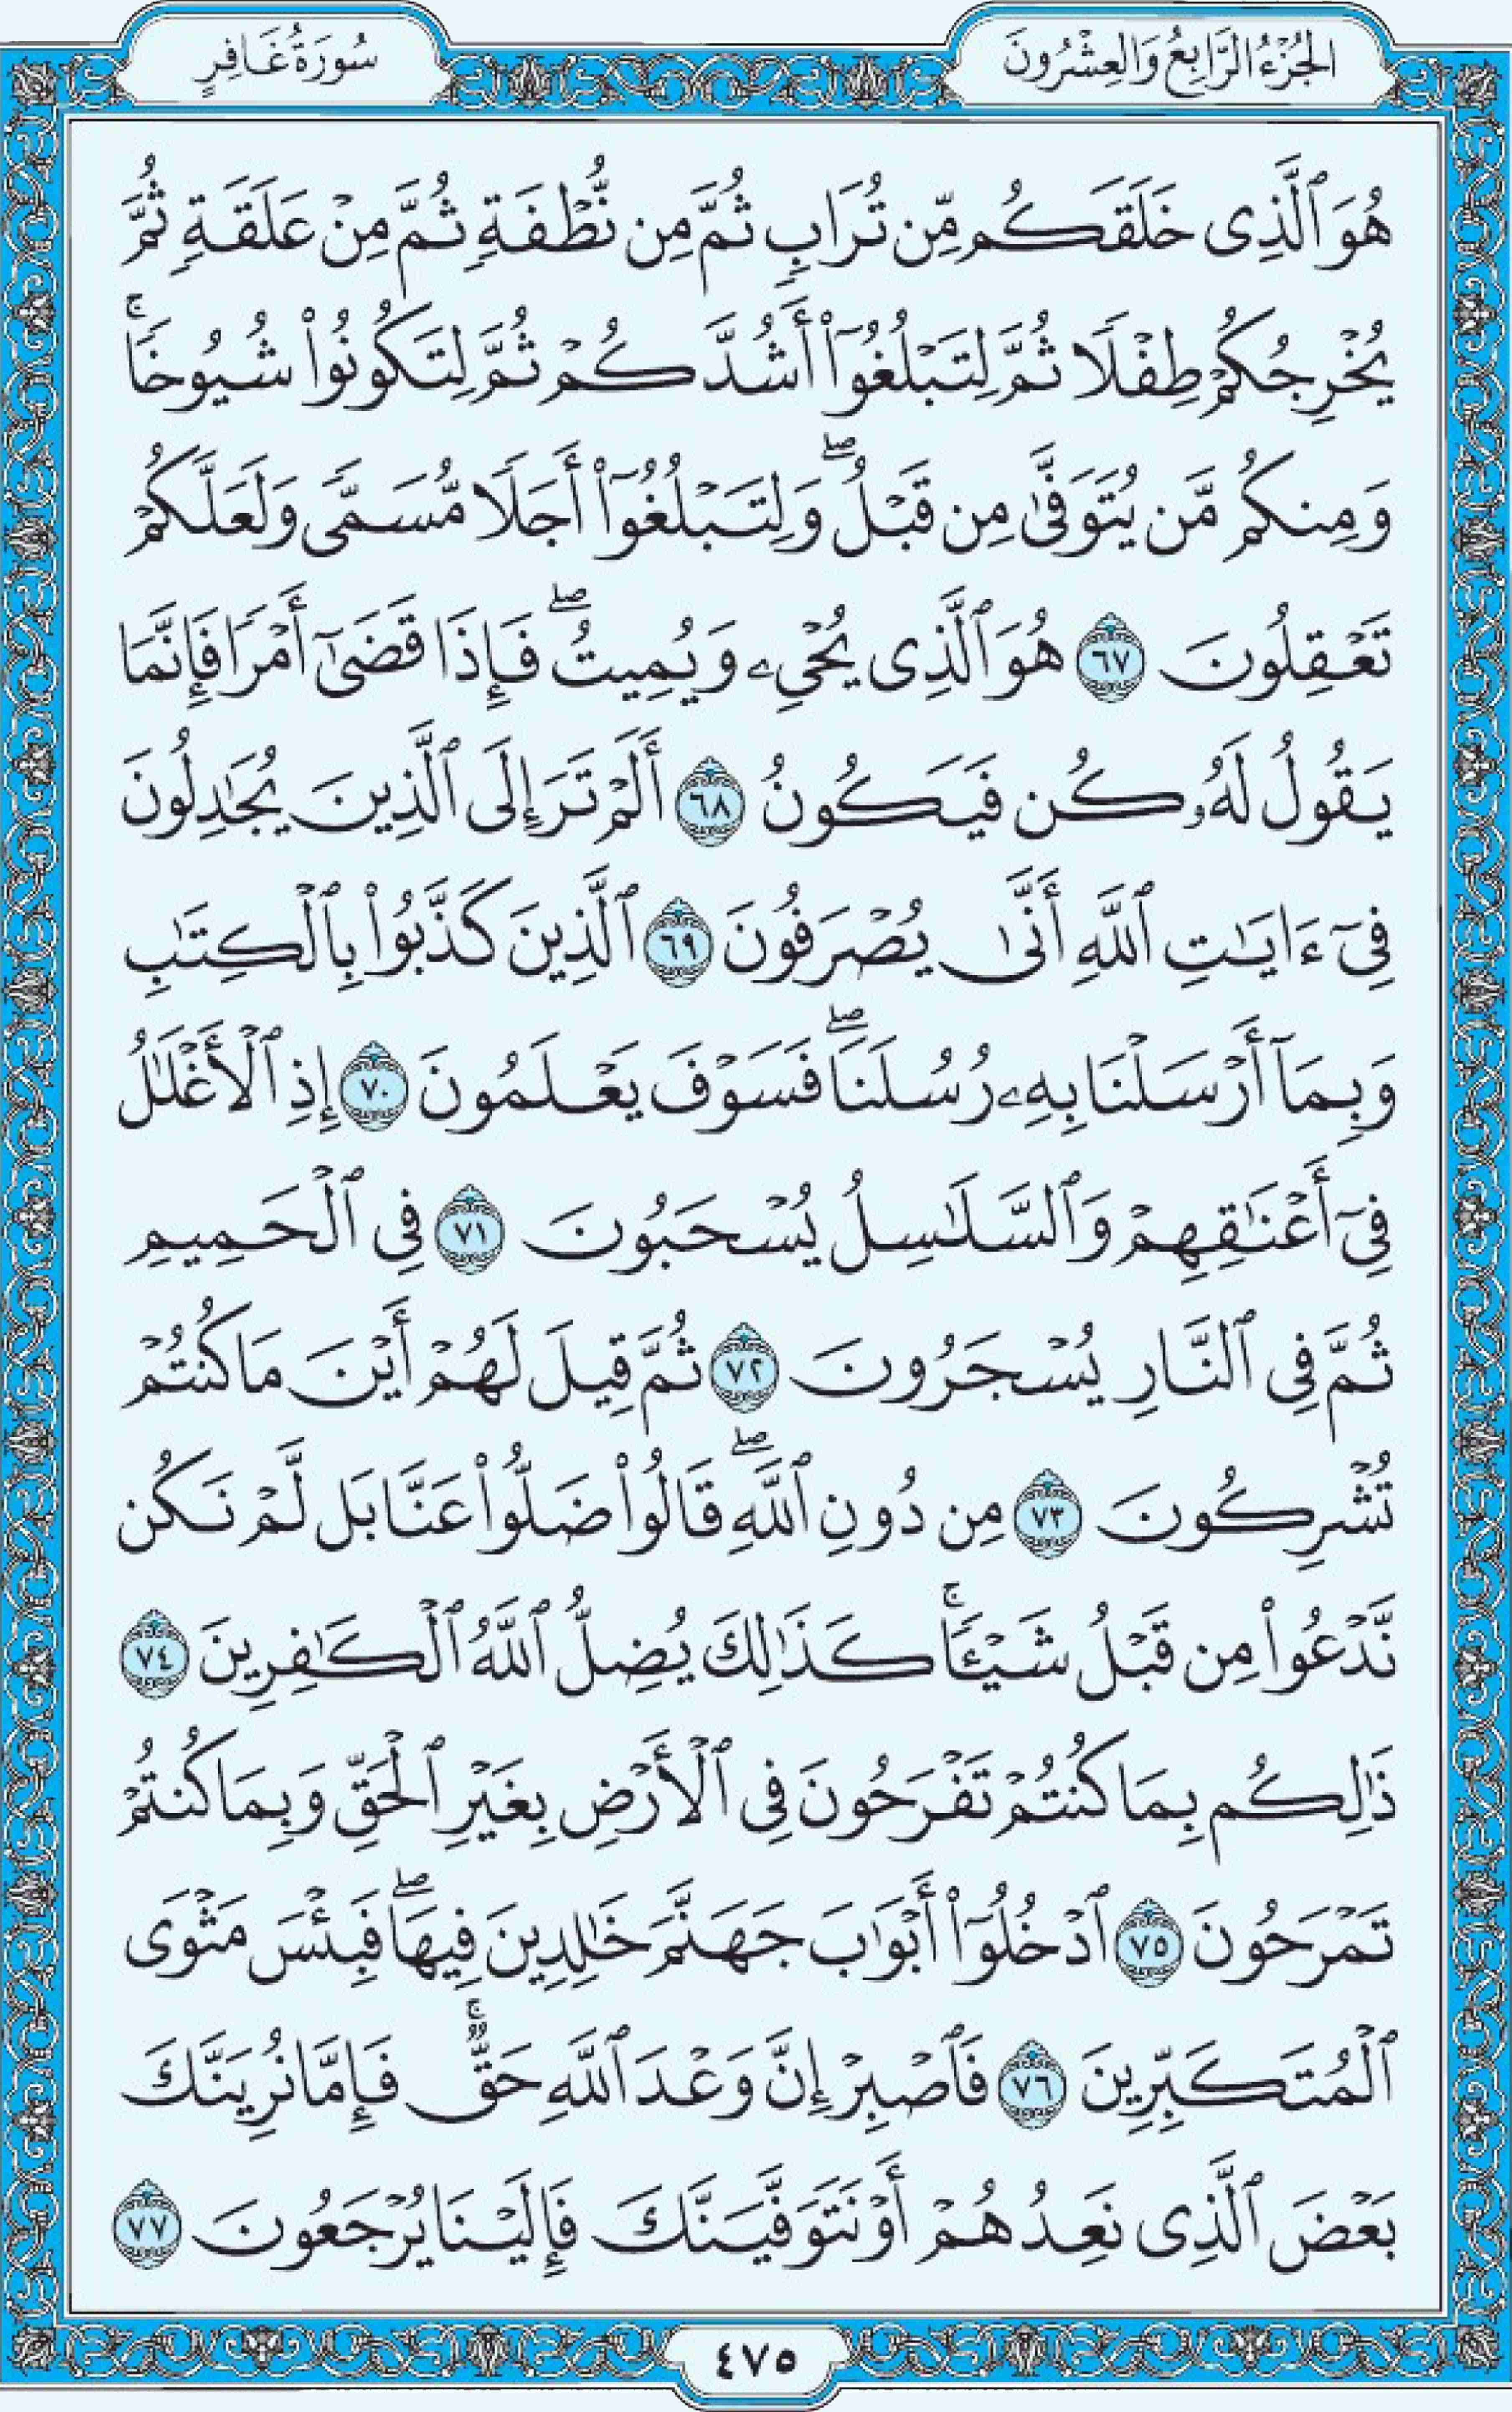 الجُزْءُ الرَّابِعُ وَالعِشْرُونَ
سُورَةُ غَافِرٍ
هُوَ ٱلَّذِى خَلَقَكُم مِّن تُرَابٍ ثُمَّ مِن نُّطْفَةٍ ثُمَّ مِنْ عَلَقَةٍ ثُمَّ
يُخْرِجُكُمْ طِفْلًا ثُمَّ لِتَبْلُغُوٓا۟ أَشُدَّكُمْ ثُمَّ لِتَكُونُوا۟ شُيُوخًا ۚ
وَمِنكُم مَّن يُتَوَفَّىٰ مِن قَبْلُ ۖ وَلِتَبْلُغُوٓا۟ أَجَلًا مُّسَمًّى وَلَعَلَّكُمْ
تَعْقِلُونَ ٦٧ هُوَ ٱلَّذِى يُحْىِۦ وَيُمِيتُ ۖ فَإِذَا قَضَىٰٓ أَمْرًا فَإِنَّمَا
يَقُولُ لَهُۥ كُن فَيَكُونُ ٦٨ أَلَمْ تَرَ إِلَى ٱلَّذِينَ يُجَٰدِلُونَ
فِىٓ ءَايَٰتِ ٱللَّهِ أَنَّىٰ يُصْرَفُونَ ٦٩ ٱلَّذِينَ كَذَّبُوا۟ بِٱلْكِتَٰبِ
وَبِمَآ أَرْسَلْنَا بِهِۦ رُسُلَنَا ۖ فَسَوْفَ يَعْلَمُونَ ٧٠ إِذِ ٱلْأَغْلَٰلُ
فِىٓ أَعْنَٰقِهِمْ وَٱلسَّلَٰسِلُ يُسْحَبُونَ ٧١ فِى ٱلْحَمِيمِ
ثُمَّ فِى ٱلنَّارِ يُسْجَرُونَ ٧٢ ثُمَّ قِيلَ لَهُمْ أَيْنَ مَا كُنتُمْ
تُشْرِكُونَ ٧٣ مِن دُونِ ٱللَّهِ ۖ قَالُوا۟ ضَلُّوا۟ عَنَّا بَل لَّمْ نَكُن
نَّدْعُوا۟ مِن قَبْلُ شَيْـًٔا ۚ كَذَٰلِكَ يُضِلُّ ٱللَّهُ ٱلْكَٰفِرِينَ ٧٤
ذَٰلِكُم بِمَا كُنتُمْ تَفْرَحُونَ فِى ٱلْأَرْضِ بِغَيْرِ ٱلْحَقِّ وَبِمَا كُنتُمْ
تَمْرَحُونَ ٧٥ ٱدْخُلُوٓا۟ أَبْوَٰبَ جَهَنَّمَ خَٰلِدِينَ فِيهَا ۖ فَبِئْسَ مَثْوَى
ٱلْمُتَكَبِّرِينَ ٧٦ فَٱصْبِرْ إِنَّ وَعْدَ ٱللَّهِ حَقٌّ ۚ فَإِمَّا نُرِيَنَّكَ
بَعْضَ ٱلَّذِى نَعِدُهُمْ أَوْ نَتَوَفَّيَنَّكَ فَإِلَيْنَا يُرْجَعُونَ ٧٧
٤٧٥